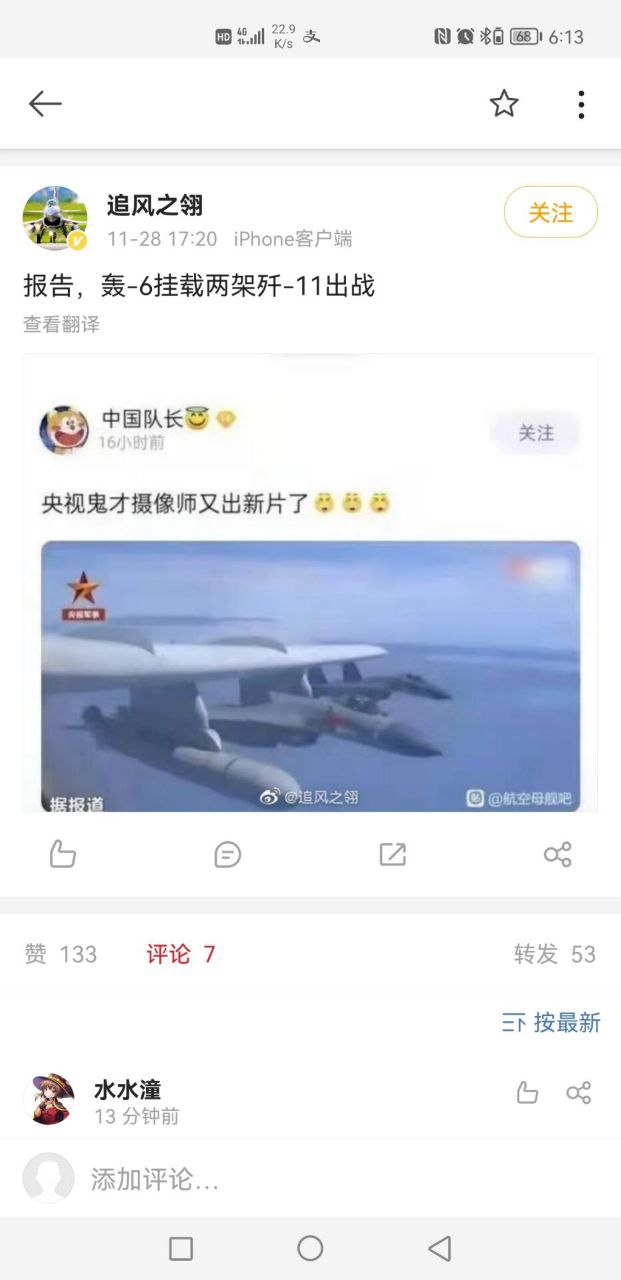 HD 4G 22.9 K/s 支 68 6:13
追风之翎
11-28 17:20 iPhone客户端
关注
报告，轰-6挂载两架歼-11出战
查看翻译
中国队长
16小时前
关注
央视鬼才摄像师又出新片了
央视军事
据报道
@追风之翎
@航空母舰吧
赞 133 评论 7 转发 53
按最新
水水潼
13 分钟前
添加评论…